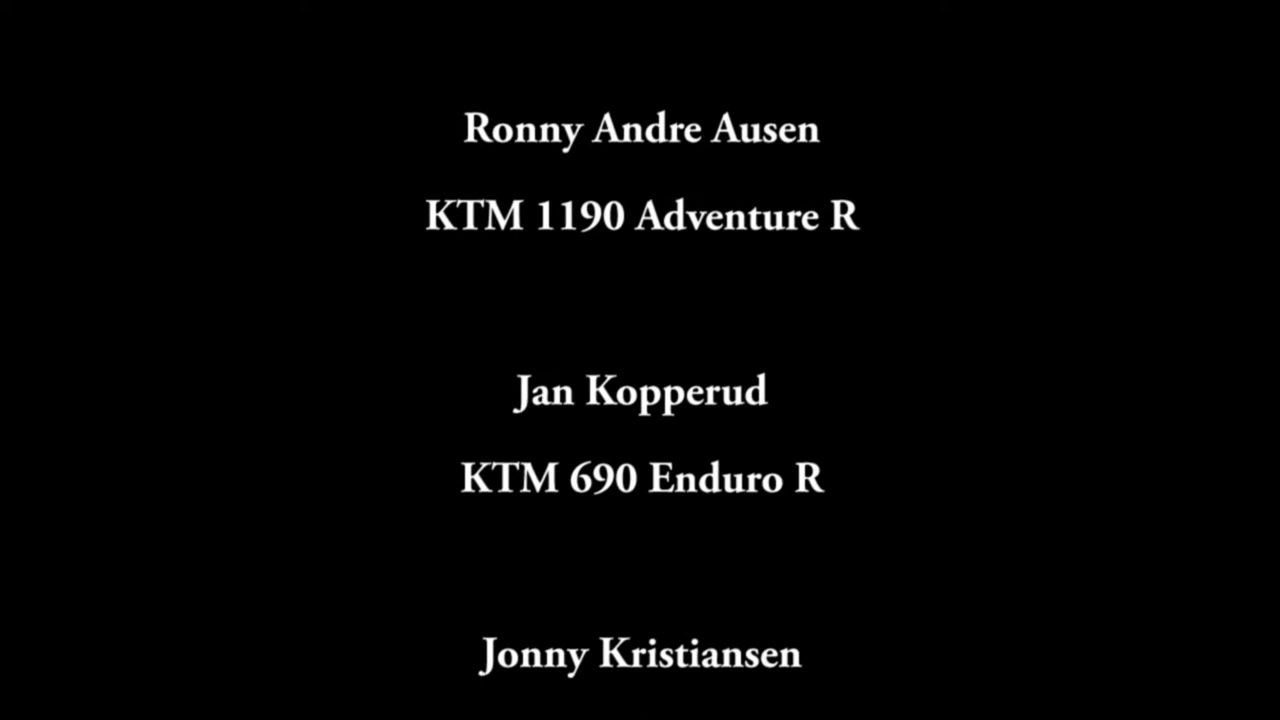 Ronny Andre Ausen
KTM 1190 Adventure R
Jan Kopperud
KTM 690 Enduro R
Jonny Kristiansen